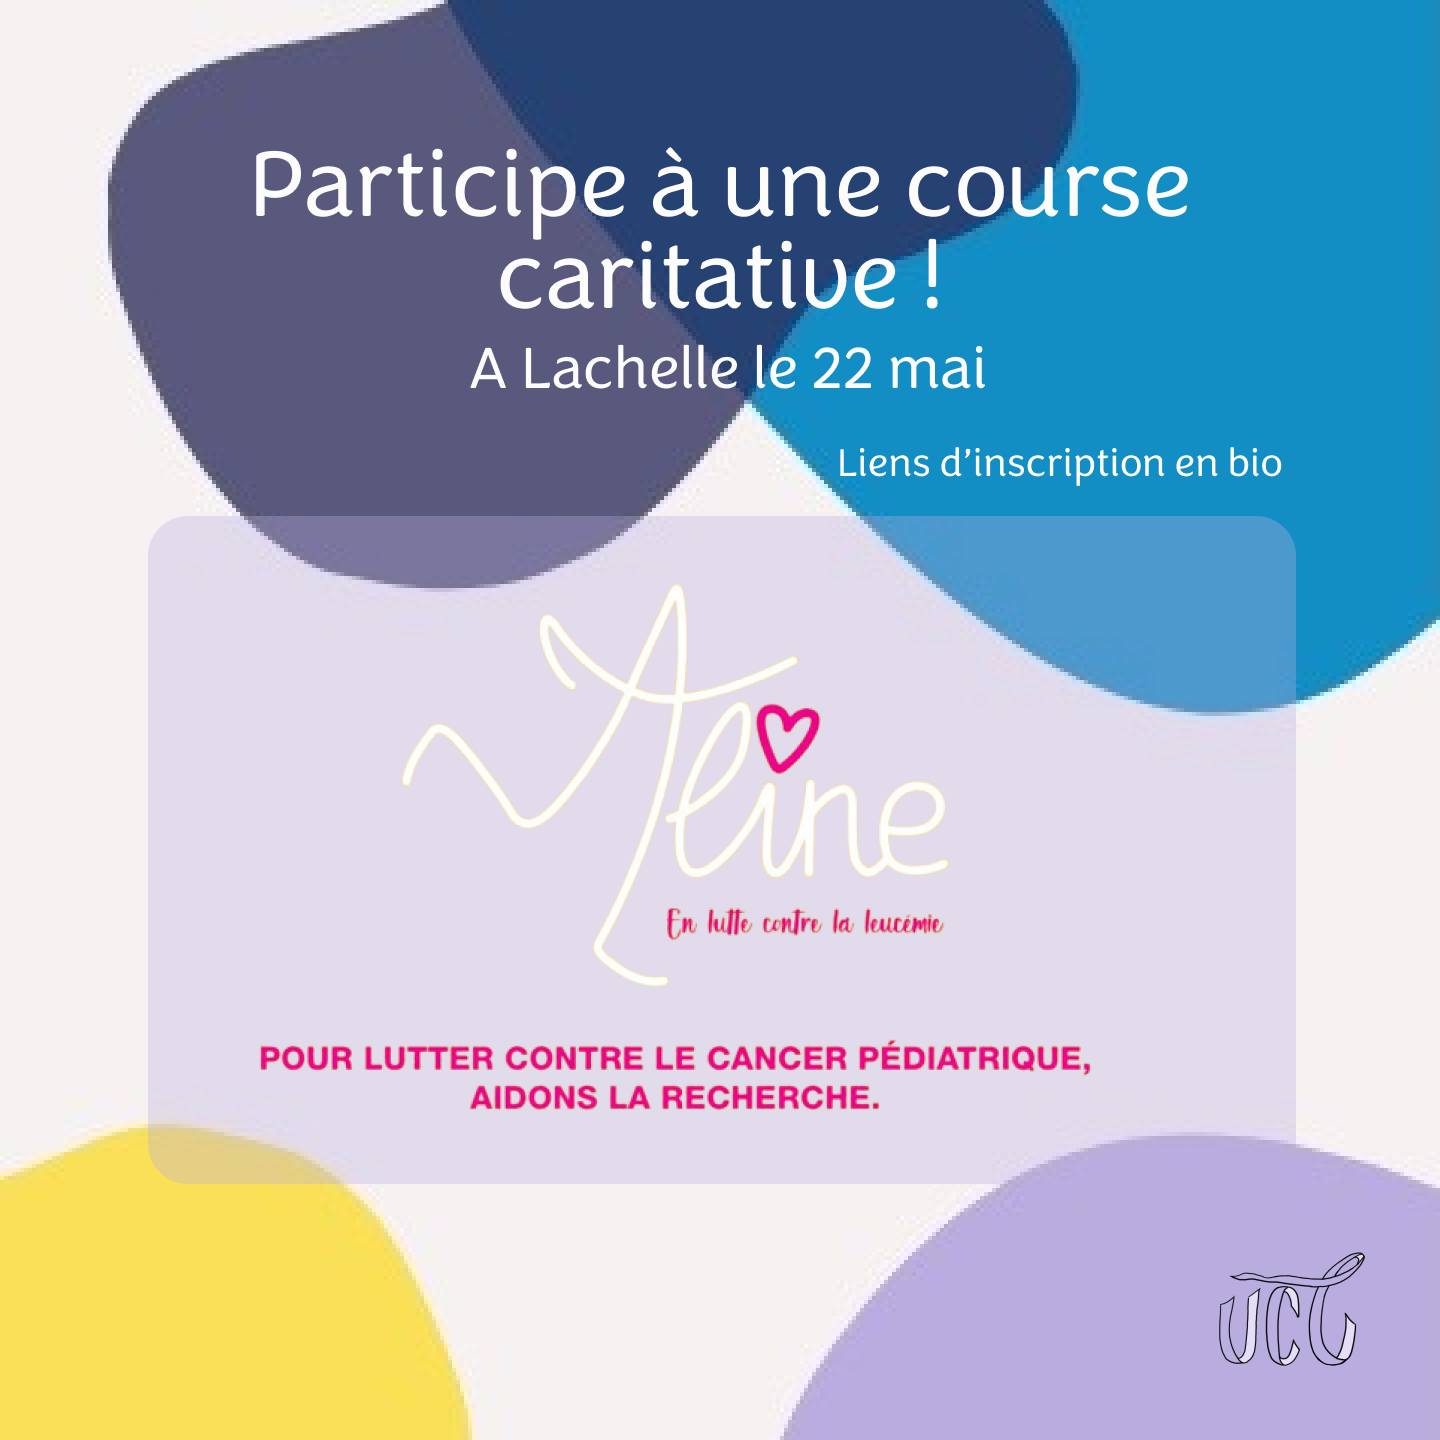 Participe à une course
caritative !
A Lachelle le 22 mai
Liens d’inscription en bio
Aline
En lutte contre la leucémie
POUR LUTTER CONTRE LE CANCER PÉDIATRIQUE,
AIDONS LA RECHERCHE.